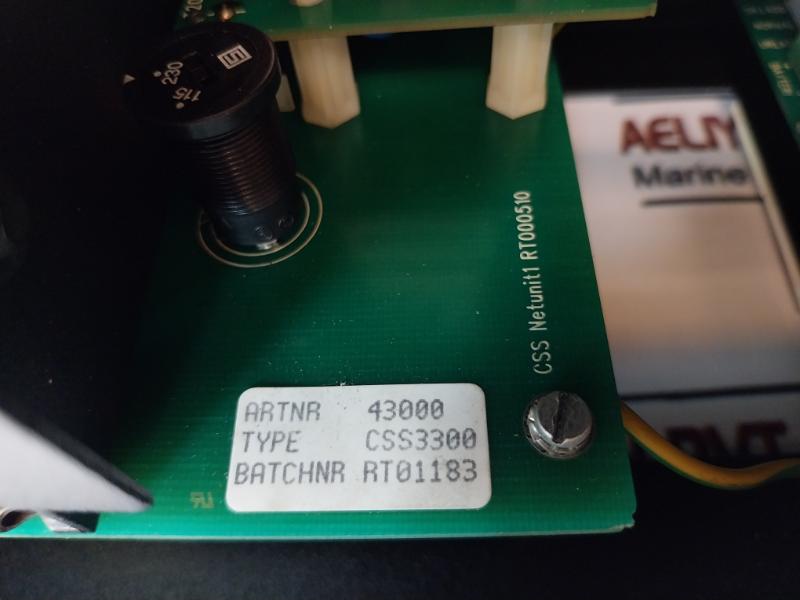 230
115
CSS Netunit1 RT000510
Marine
ARTNR 43000
TYPE CSS3300
BATCHNR RT01183